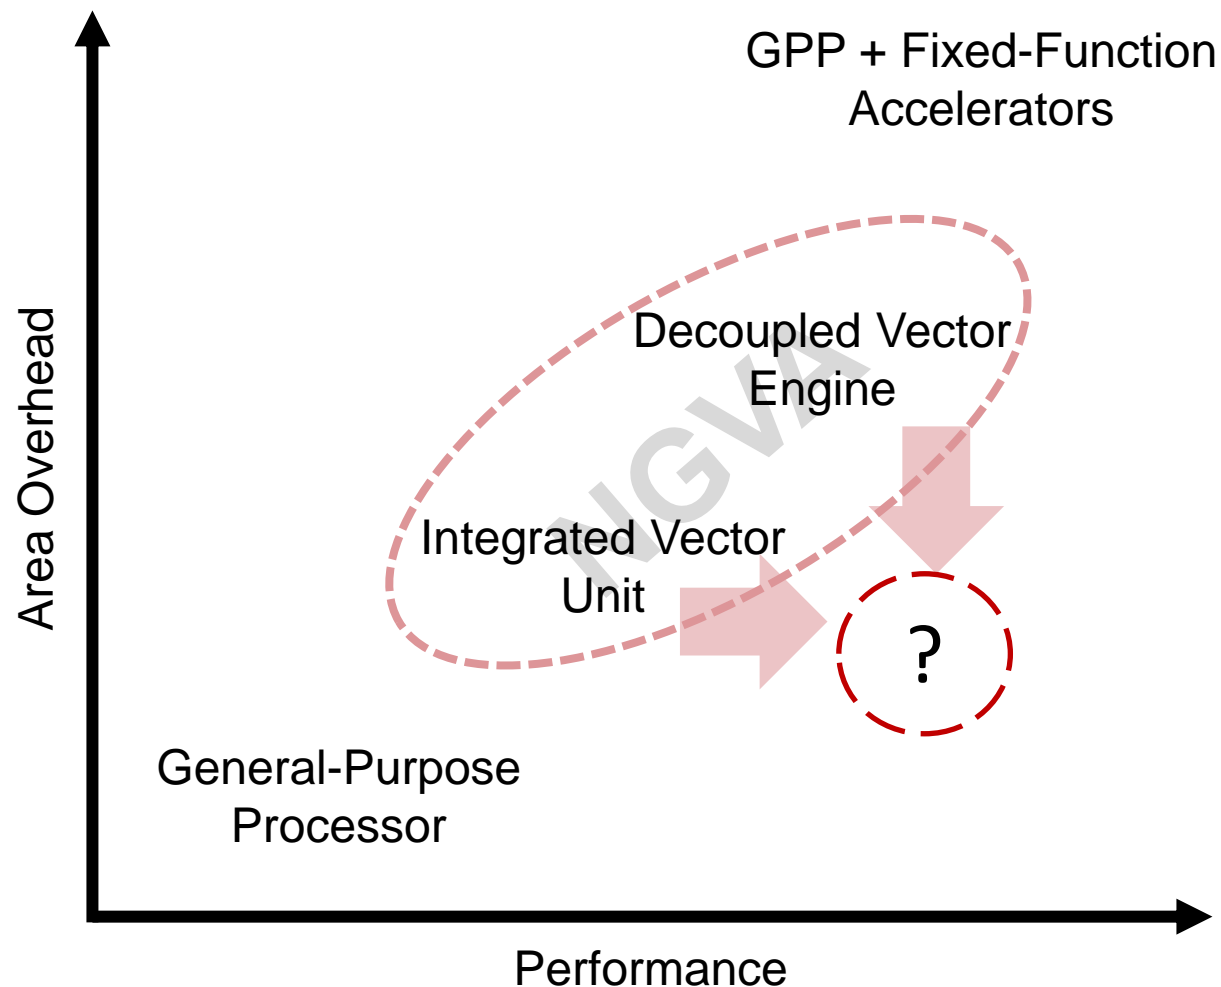 GPP + Fixed-Function
Accelerators
Decoupled Vector
Engine
NGVA
Integrated Vector
Unit
?
General-Purpose
Processor
Area Overhead
Performance